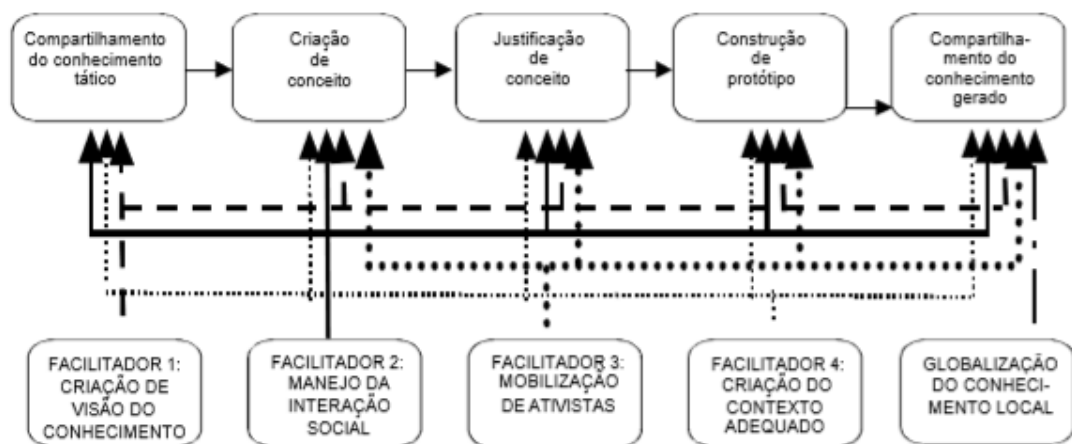 Compartilhamento
do conhecimento
tático
Criação
de
conceito
Justificação
de
conceito
Construção
de
protótipo
Compartilha-
mento do
conhecimento
gerado
FACILITADOR 1:
CRIAÇÃO DE
VISÃO DO
CONHECIMENTO
FACILITADOR 2:
MANEJO DA
INTERAÇÃO
SOCIAL
FACILITADOR 3:
MOBILIZAÇÃO
DE ATIVISTAS
FACILITADOR 4:
CRIAÇÃO DO
CONTEXTO
ADEQUADO
GLOBALIZAÇÃO
DO CONHECI-
MENTO LOCAL